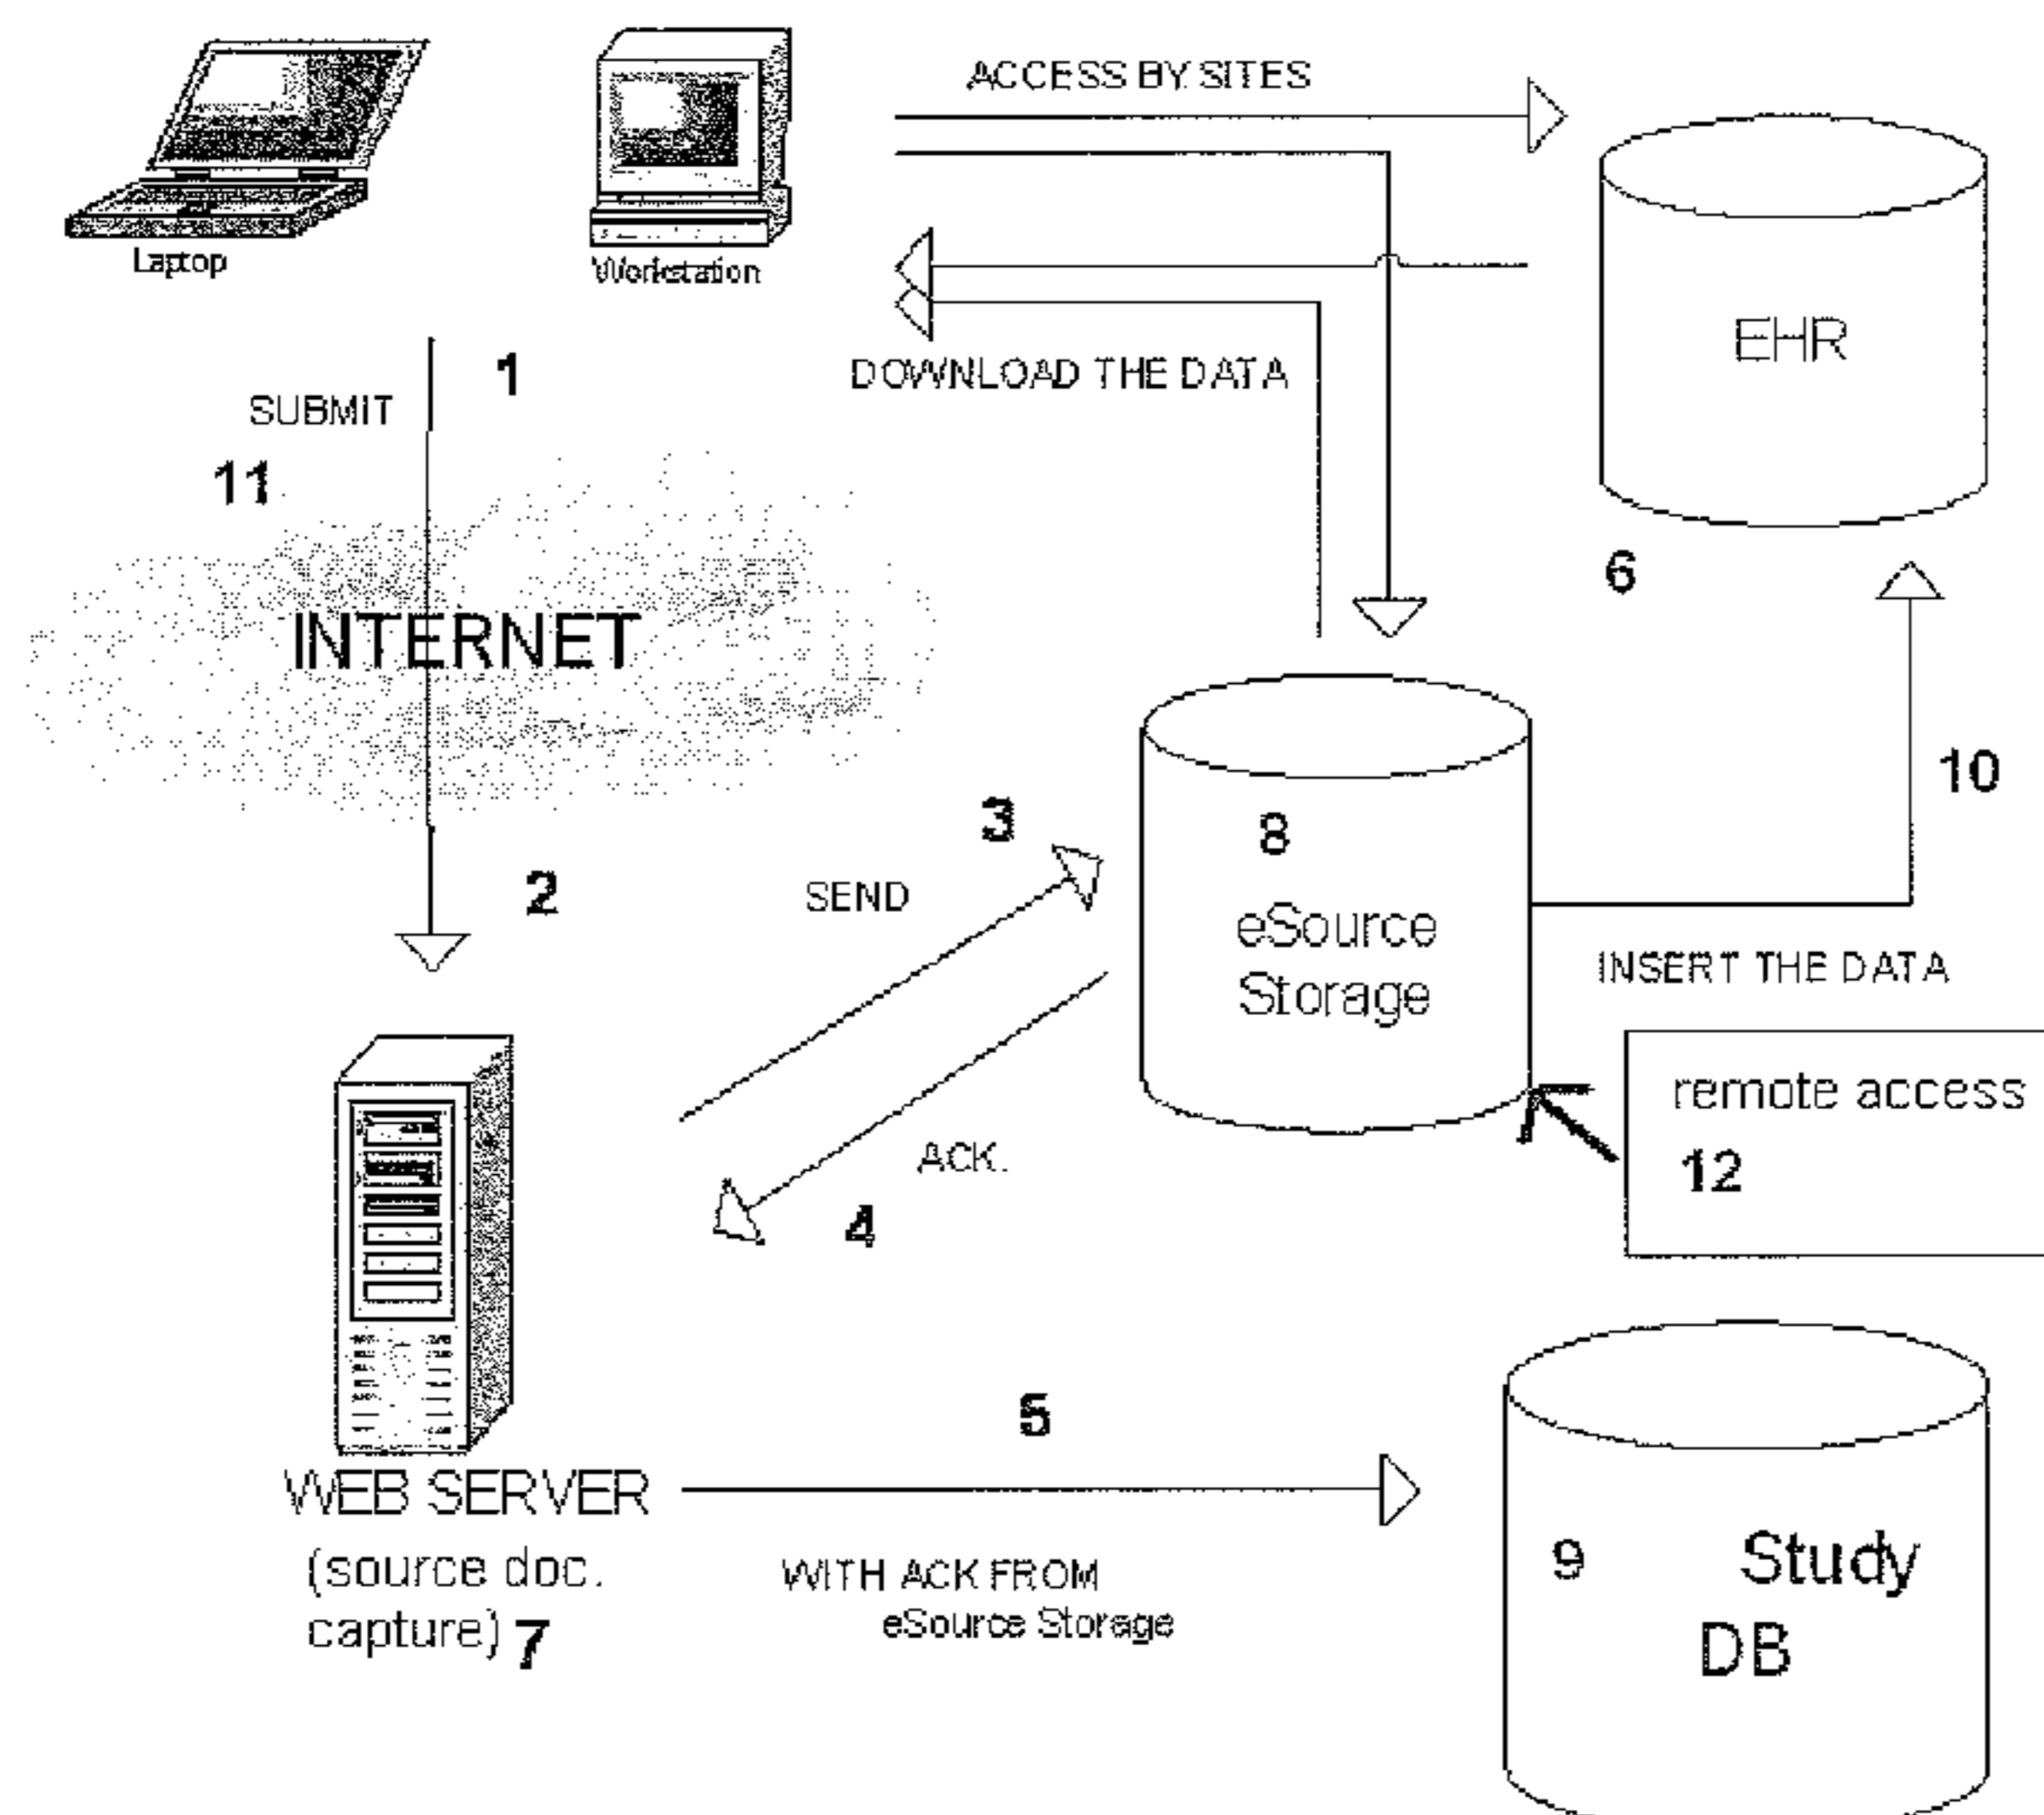 ACCESS BY SITES
Laptop
Workstation
EHR
DOWNLOAD THE DATA
1
SUBMIT
11
6
INTERNET
10
3
8
2
SEND
eSource
Storage
INSERT THE DATA
remote access
12
ACK.
4
5
WEB SERVER
(source doc.
capture) 7
WITH ACK FROM
eSource Storage
9 Study
DB